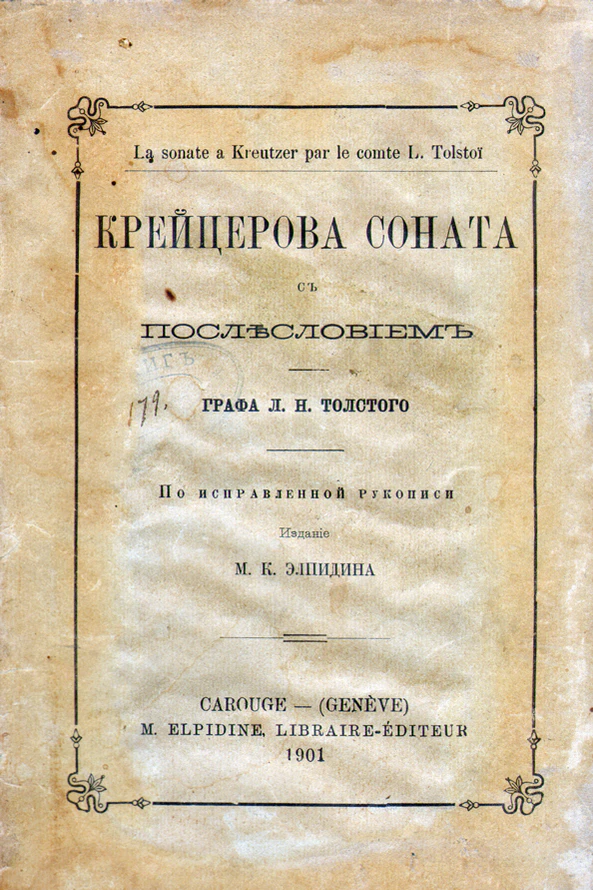 La sonate a Kreutzer par le comte L. Tolstoï
КРЕЙЦЕРОВА СОНАТА
СЪ
ПОСЛѢСЛОВІЕМЪ
ГРАФА Л. Н. ТОЛСТОГО
179.
По исправленной рукописи
Изданіе
М. К. ЭЛПИДИНА
CAROUGE — (GENÈVE)
M. ELPIDINE, LIBRAIRE-ÉDITEUR
1901